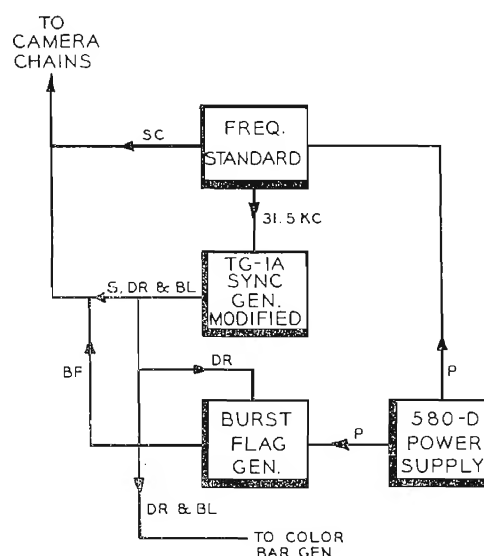 TO
CAMERA
CHAINS
SC
FREQ.
STANDARD
31.5 KC
TG-1A
SYNC
GEN.
MODIFIED
S, DR & BL
DR
BF
BURST
FLAG
GEN.
P
P
580-D
POWER
SUPPLY
DR & BL
TO COLOR
BAR GEN